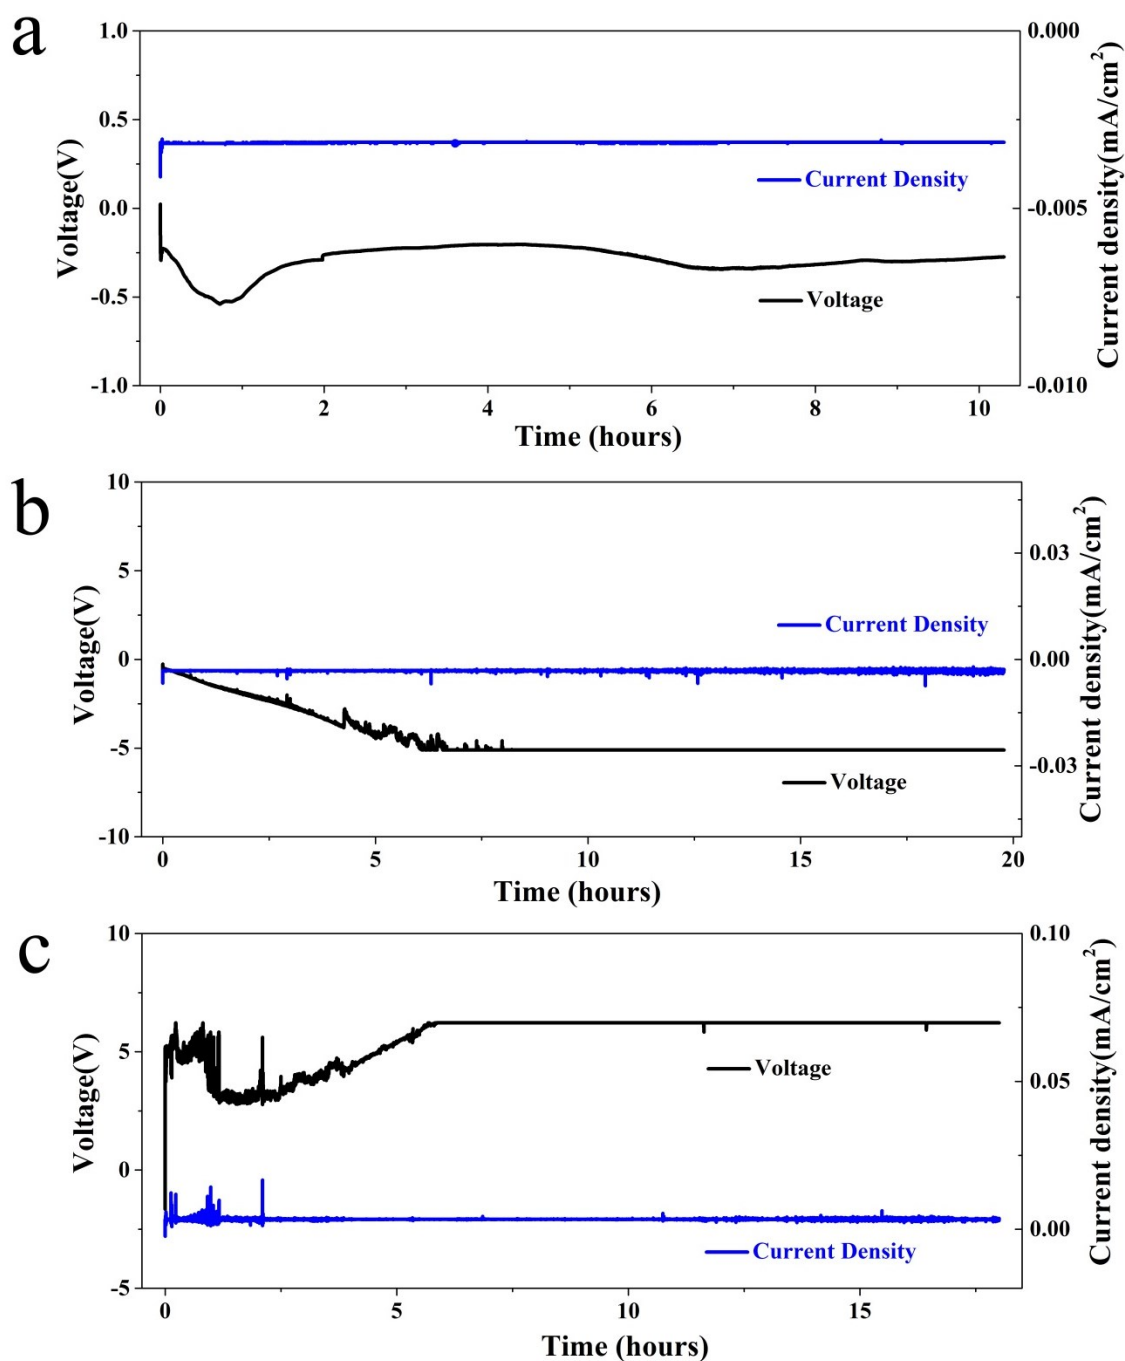 a
1.0
0.5
0.0
-0.5
-1.0
Voltage(V)
0.000
-0.005
-0.010
Current density(mA/cm²)
Current Density
Voltage
0 2 4 6 8 10
Time (hours)
b
10
5
0
-5
-10
Voltage(V)
0.03
0.00
-0.03
Current density(mA/cm²)
Current Density
Voltage
0 5 10 15 20
Time (hours)
c
10
5
0
-5
Voltage(V)
0.10
0.05
0.00
Current density(mA/cm²)
Voltage
Current Density
0 5 10 15
Time (hours)